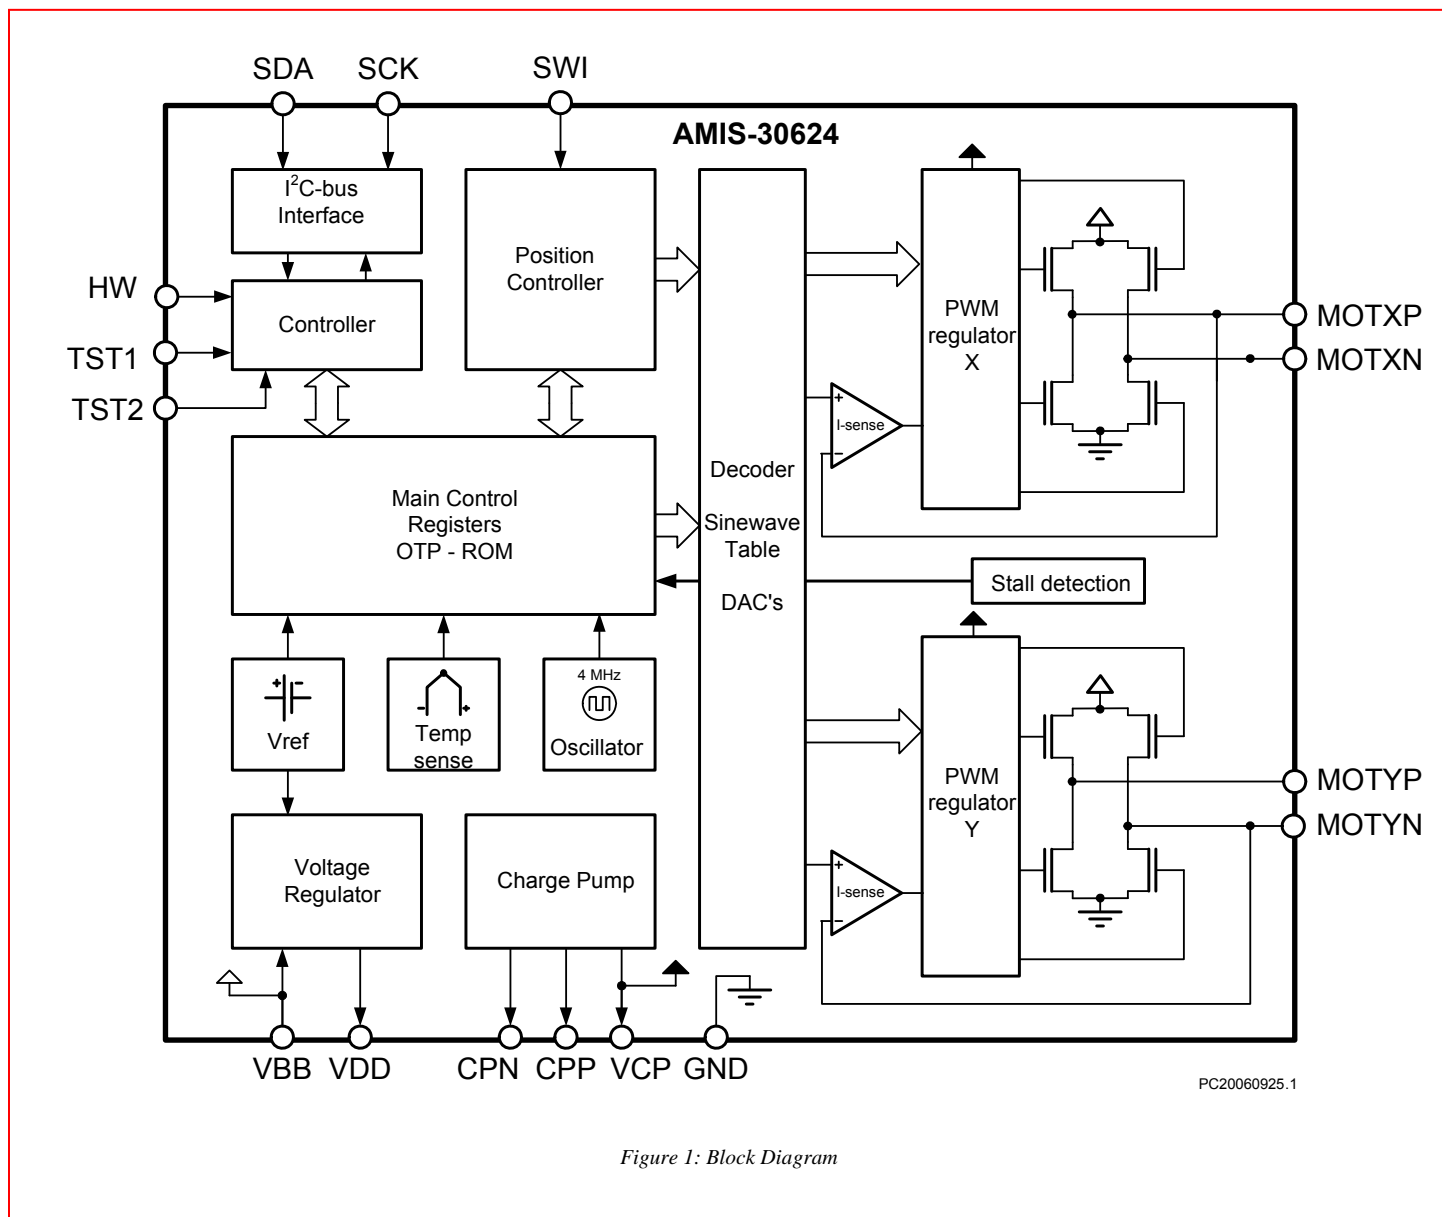 SDA SCK SWI
AMIS-30624
I²C-bus
Interface
HW
TST1
TST2
Controller
Position
Controller
Main Control
Registers
OTP - ROM
Decoder
Sinewave
Table
DAC's
PWM
regulator
X
+
I-sense
−
MOTXP
MOTXN
Stall detection
+ −
Vref
− +
Temp
sense
4 MHz
Oscillator
PWM
regulator
Y
+
I-sense
−
MOTYP
MOTYN
Voltage
Regulator
Charge Pump
VBB VDD CPN CPP VCP GND
PC20060925.1
Figure 1: Block Diagram